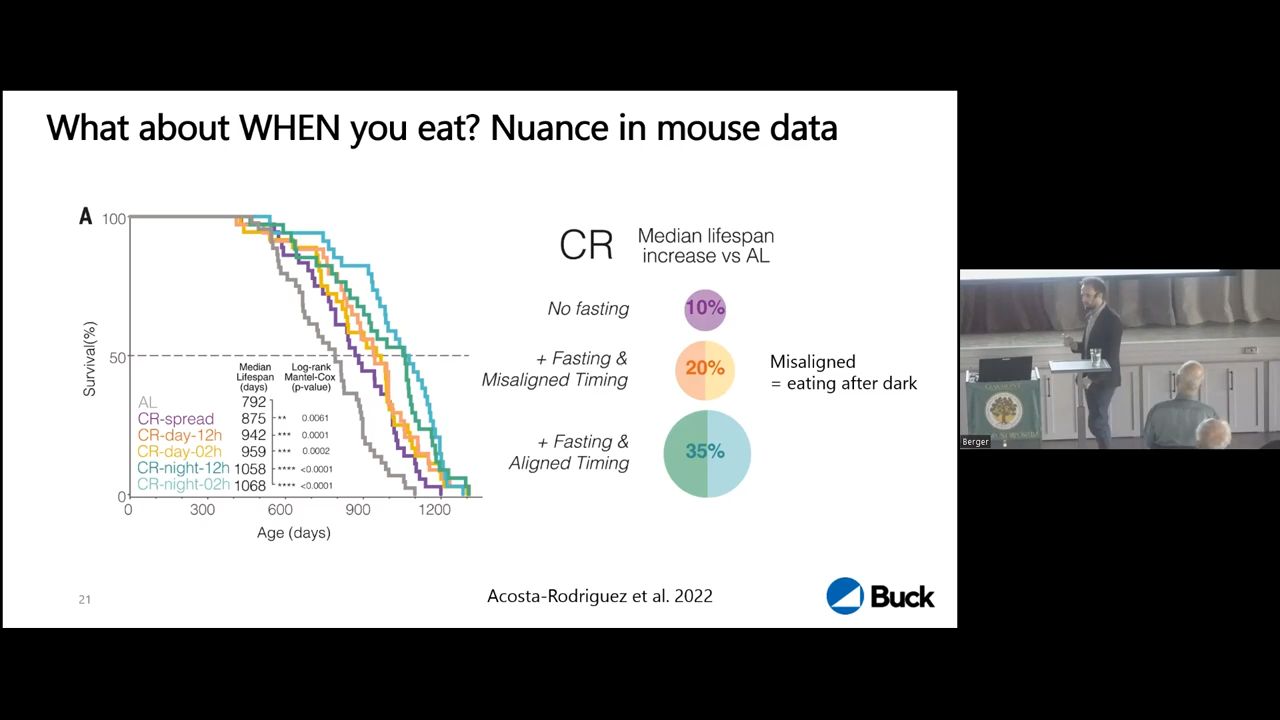 What about WHEN you eat? Nuance in mouse data
A
100
50
0
Survival(%)
Median Lifespan (days)
Log-rank Mantel-Cox (p-value)
AL 792
CR-spread 875 ** 0.0061
CR-day-12h 942 *** 0.0001
CR-day-02h 959 *** 0.0002
CR-night-12h 1058 **** <0.0001
CR-night-02h 1068 **** <0.0001
0 300 600 900 1200
Age (days)
CR
Median lifespan
increase vs AL
No fasting
10%
+ Fasting &
Misaligned Timing
20%
Misaligned
= eating after dark
+ Fasting &
Aligned Timing
35%
21
Acosta-Rodriguez et al. 2022
Buck
Berger